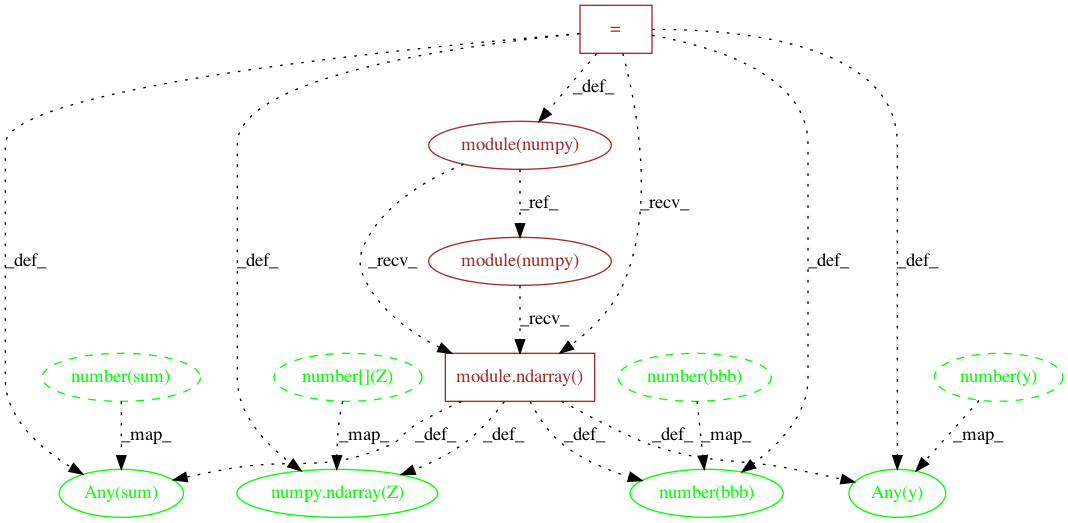 =
_def_
module(numpy)
_ref_
_recv_
_def_
_def_
_recv_
module(numpy)
_def_
_def_
_recv_
number(sum)
number[](Z)
module.ndarray()
number(bbb)
number(y)
_map_
_map_
_def_
_def_
_def_
_def_
_map_
_map_
Any(sum)
numpy.ndarray(Z)
number(bbb)
Any(y)